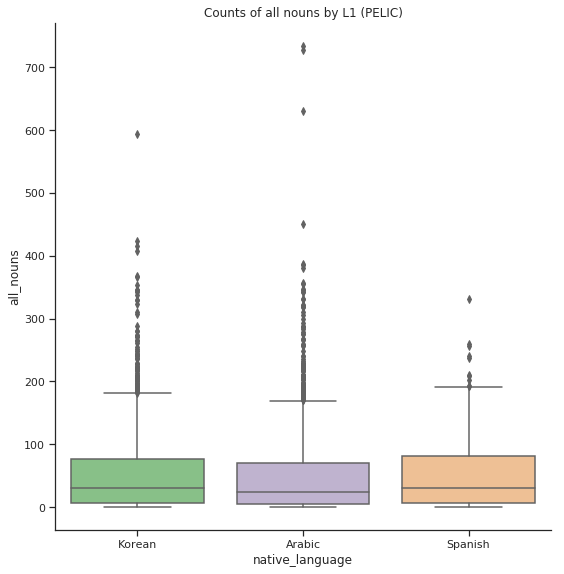 Counts of all nouns by L1 (PELIC)
700
600
500
400
300
200
100
0
all_nouns
Korean Arabic Spanish
native_language